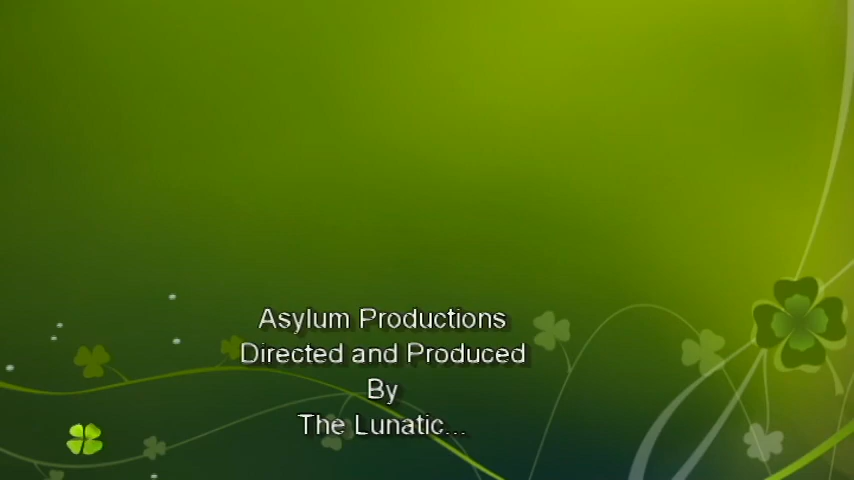 Asylum Productions
Directed and Produced
By
The Lunatic...